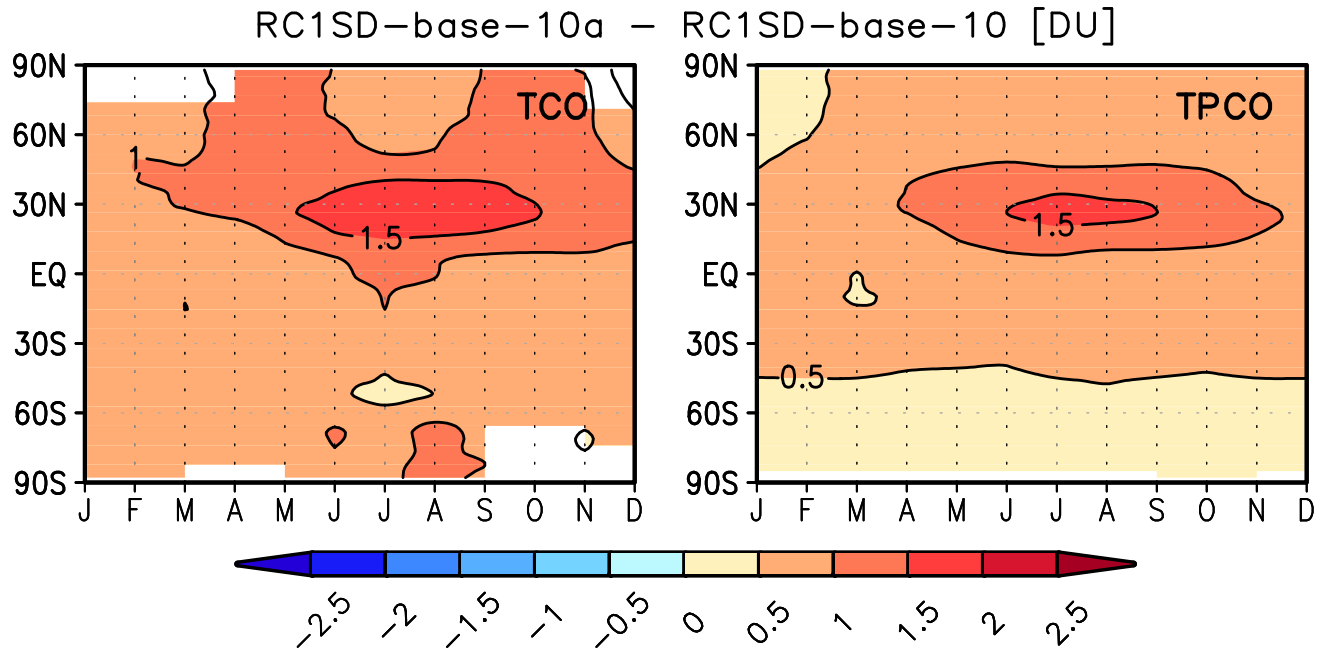 RC1SD-base-10a - RC1SD-base-10 [DU]
90N 60N 30N EQ 30S 60S 90S
TCO
1
1.5
J F M A M J J A S O N D
90N 60N 30N EQ 30S 60S 90S
TPCO
1.5
0.5
J F M A M J J A S O N D
-2.5 -2 -1.5 -1 -0.5 0 0.5 1 1.5 2 2.5